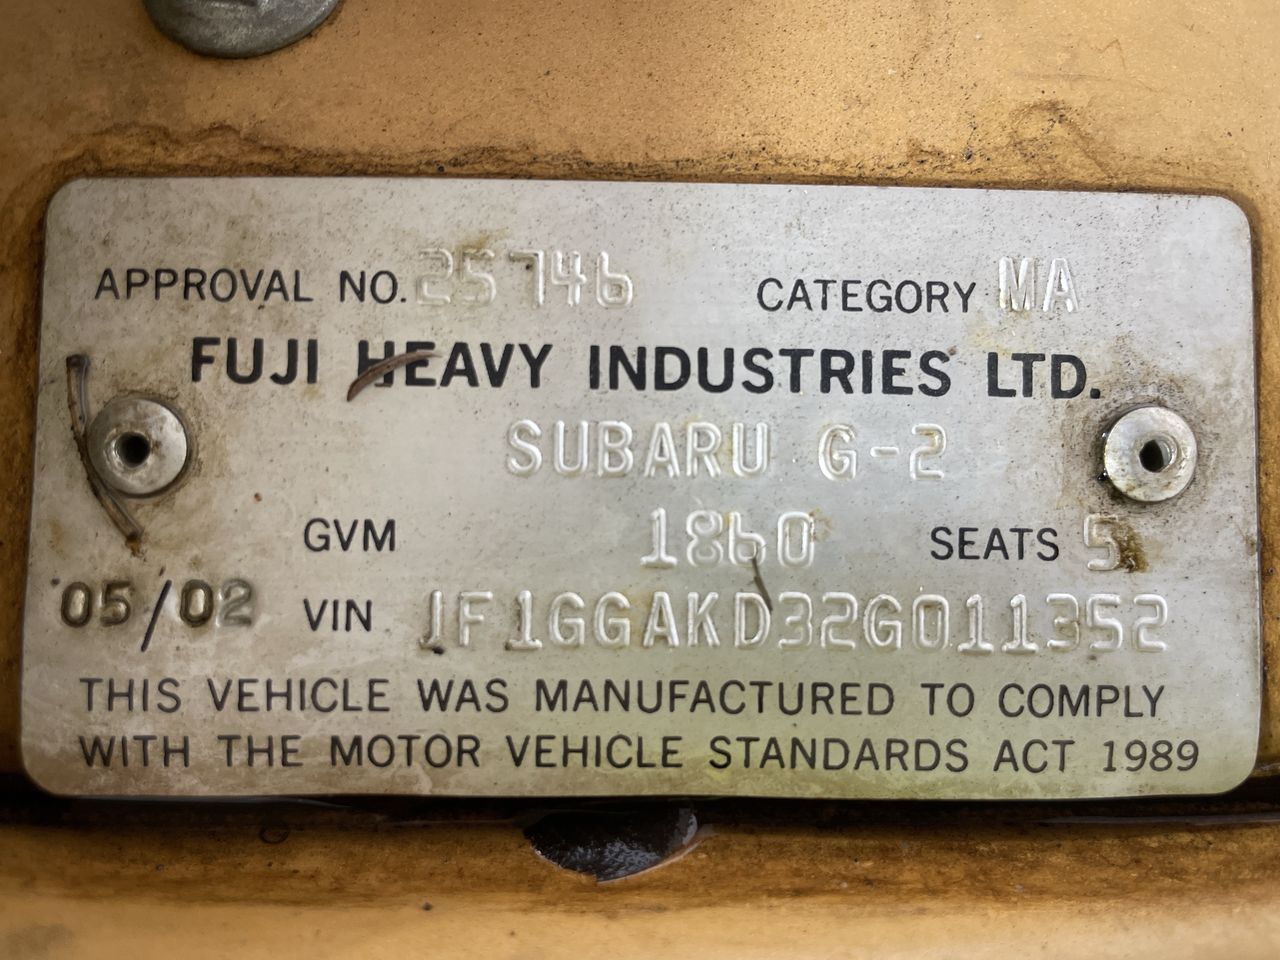 APPROVAL NO. 25746 CATEGORY MA
FUJI HEAVY INDUSTRIES LTD.
SUBARU G-2
GVM 1860 SEATS 5
05/02 VIN JF1GGAKD32G011352
THIS VEHICLE WAS MANUFACTURED TO COMPLY
WITH THE MOTOR VEHICLE STANDARDS ACT 1989